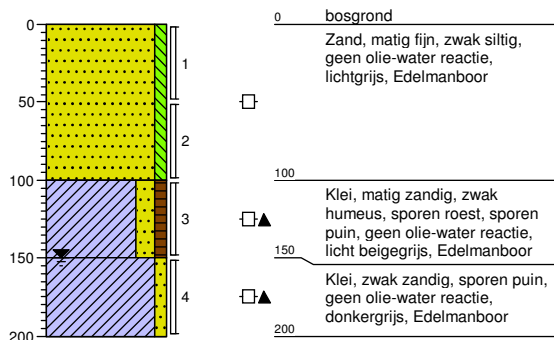 0
50
100
150
200
1
2
3
4
0 bosgrond
Zand, matig fijn, zwak siltig,
geen olie-water reactie,
lichtgrijs, Edelmanboor
100
Klei, matig zandig, zwak
humeus, sporen roest, sporen
puin, geen olie-water reactie,
licht beigegrijs, Edelmanboor
150
Klei, zwak zandig, sporen puin,
geen olie-water reactie,
donkergrijs, Edelmanboor
200